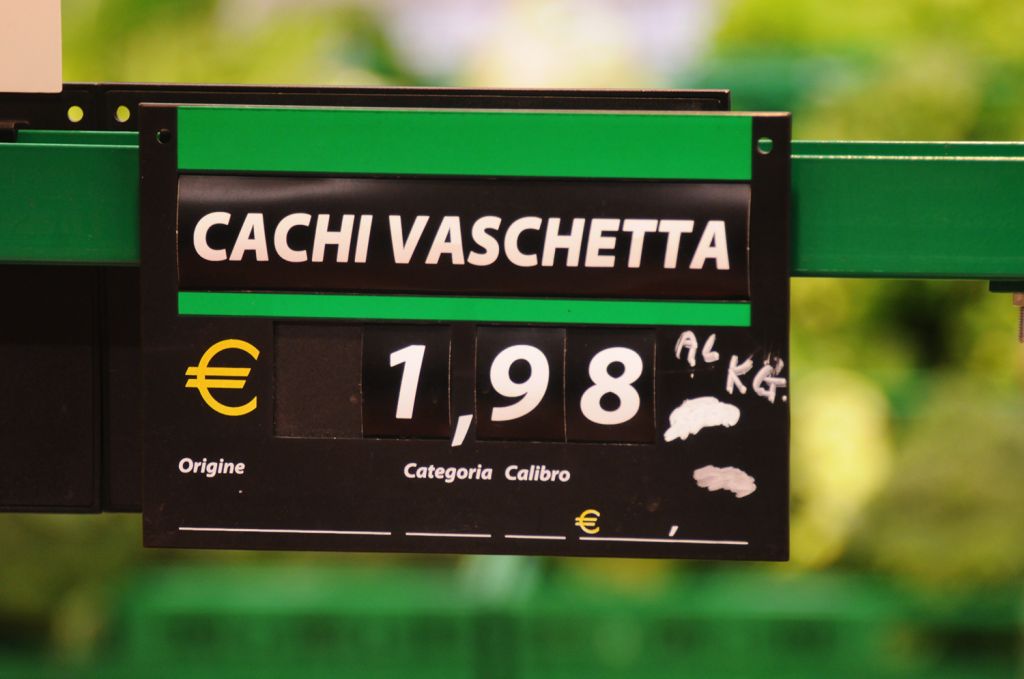 CACHI VASCHETTA
€ 1,98 AL KG.
Origine Categoria Calibro
€ ,